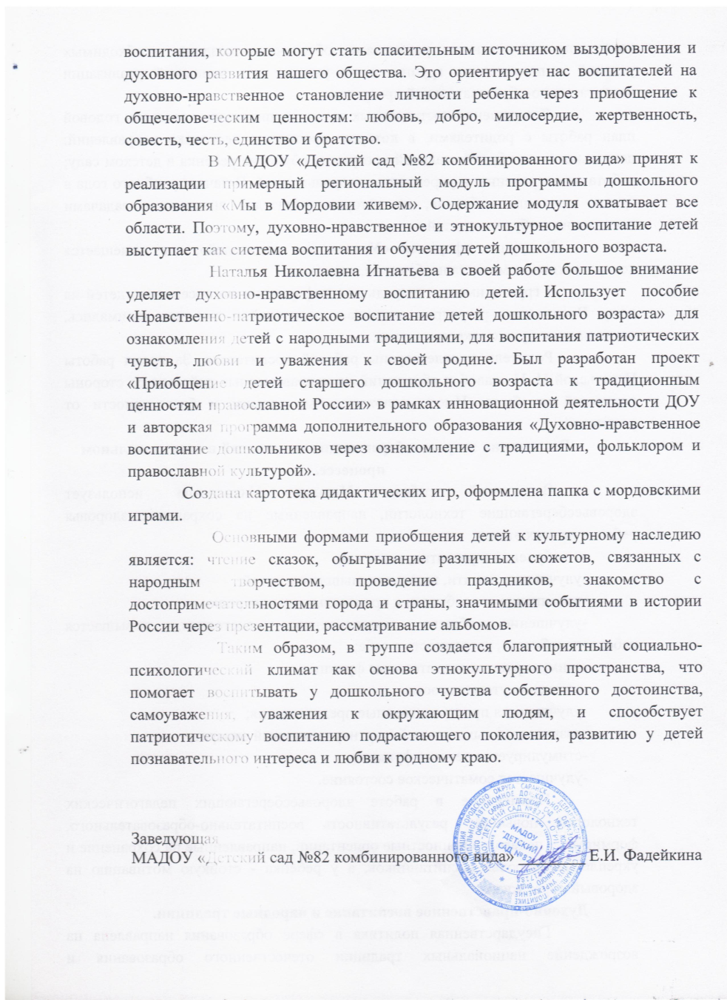 воспитания, которые могут стать спасительным источником выздоровления и
духовного развития нашего общества. Это ориентирует нас воспитателей на
духовно-нравственное становление личности ребенка через приобщение к
общечеловеческим ценностям: любовь, добро, милосердие, жертвенность,
совесть, честь, единство и братство.
В МАДОУ «Детский сад №82 комбинированного вида» принят к
реализации примерный региональный модуль программы дошкольного
образования «Мы в Мордовии живем». Содержание модуля охватывает все
области. Поэтому, духовно-нравственное и этнокультурное воспитание детей
выступает как система воспитания и обучения детей дошкольного возраста.
Наталья Николаевна Игнатьева в своей работе большое внимание
уделяет духовно-нравственному воспитанию детей. Использует пособие
«Нравственно-патриотическое воспитание детей дошкольного возраста» для
ознакомления детей с народными традициями, для воспитания патриотических
чувств, любви и уважения к своей родине. Был разработан проект
«Приобщение детей старшего дошкольного возраста к традиционным
ценностям православной России» в рамках инновационной деятельности ДОУ
и авторская программа дополнительного образования «Духовно-нравственное
воспитание дошкольников через ознакомление с традициями, фольклором и
православной культурой».
Создана картотека дидактических игр, оформлена папка с мордовскими
играми.
Основными формами приобщения детей к культурному наследию
является: чтение сказок, обыгрывание различных сюжетов, связанных с
народным творчеством, проведение праздников, знакомство с
достопримечательностями города и страны, значимыми событиями в истории
России через презентации, рассматривание альбомов.
Таким образом, в группе создается благоприятный социально-
психологический климат как основа этнокультурного пространства, что
помогает воспитывать у дошкольного чувства собственного достоинства,
самоуважения, уважения к окружающим людям, и способствует
патриотическому воспитанию подрастающего поколения, развитию у детей
познавательного интереса и любви к родному краю.
Заведующая
МАДОУ «Детский сад №82 комбинированного вида» Е.И. Фадейкина
МАДОУ
"ДЕТСКИЙ
САД №82